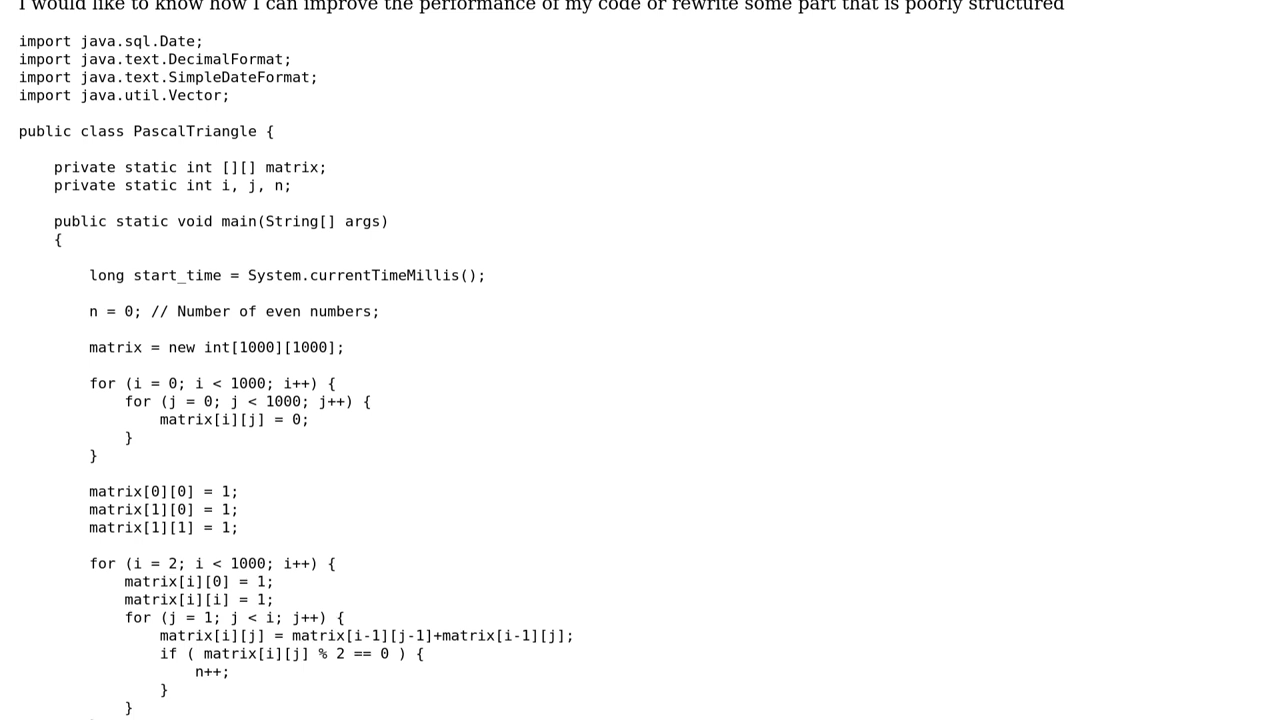 I would like to know how I can improve the performance of my code or rewrite some part that is poorly structured
import java.sql.Date;
import java.text.DecimalFormat;
import java.text.SimpleDateFormat;
import java.util.Vector;
public class PascalTriangle {
private static int [][] matrix;
private static int i, j, n;
public static void main(String[] args)
{
long start_time = System.currentTimeMillis();
n = 0; // Number of even numbers;
matrix = new int[1000][1000];
for (i = 0; i < 1000; i++) {
for (j = 0; j < 1000; j++) {
matrix[i][j] = 0;
}
}
matrix[0][0] = 1;
matrix[1][0] = 1;
matrix[1][1] = 1;
for (i = 2; i < 1000; i++) {
matrix[i][0] = 1;
matrix[i][i] = 1;
for (j = 1; j < i; j++) {
matrix[i][j] = matrix[i-1][j-1]+matrix[i-1][j];
if ( matrix[i][j] % 2 == 0 ) {
n++;
}
}